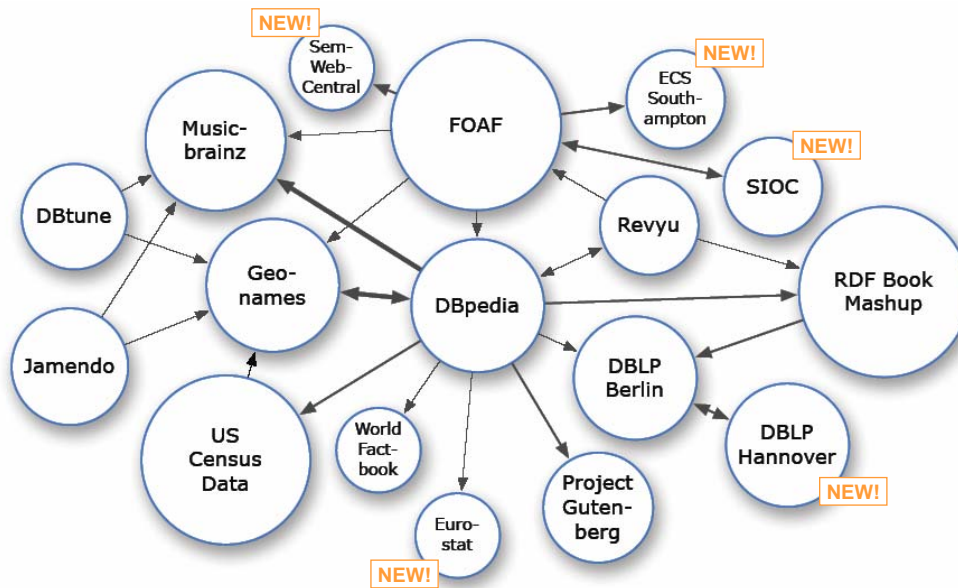 NEW!
Sem-
Web-
Central
FOAF
NEW!
ECS
South-
ampton
Music-
brainz
NEW!
SIOC
DBtune
Revyu
Geo-
names
DBpedia
RDF Book
Mashup
Jamendo
DBLP
Berlin
US
Census
Data
World
Fact-
book
DBLP
Hannover
NEW!
Project
Guten-
berg
Euro-
stat
NEW!